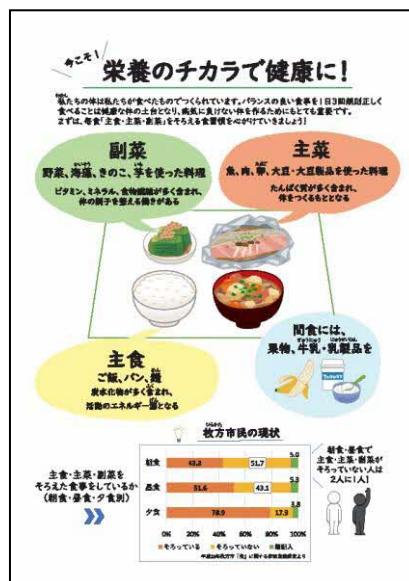 今こそ!
栄養のチカラで健康に!
わたし
私たちの体は私たちが食べたものでつくられています。バランスの良い食事を1日3回規則正しく
食べることは健康な体の土台となり、病気に負けない体を作るためにもとても重要です。
まずは、毎食「主食・主菜・副菜」をそろえる食習慣を心がけていきましょう!
副菜
野菜、海藻、きのこ、芋を使った料理
ビタミン、ミネラル、食物繊維が多く含まれ、
体の調子を整える働きがある
主菜
魚、肉、卵、大豆・大豆製品を使った料理
たんぱく質が多く含まれ、
体をつくるもととなる
主食
ご飯、パン、麺
炭水化物が多く含まれ、
活動のエネルギー源となる
間食には、
果物、牛乳・乳製品を
ひらかた
枚方市民の現状
主食・主菜・副菜を
そろえた食事をしているか
(朝食・昼食・夕食別)
朝食 43.3 51.7 5.0
昼食 51.6 43.1 5.3
夕食 78.9 17.3 3.8
0% 20% 40% 60% 80% 100%
そろっている そろっていない 無記入
朝食・昼食で
主食・主菜・副菜が
そろっていない人は
2人に1人!